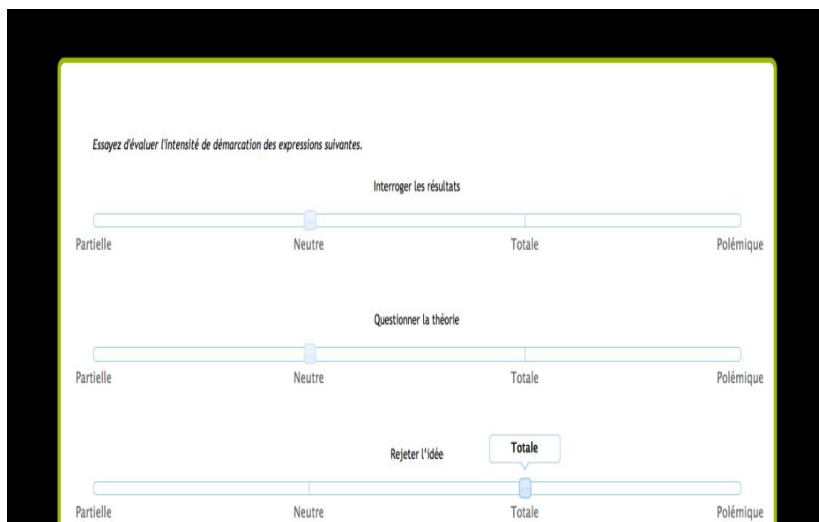 Essayez d'évaluer l'intensité de démarcation des expressions suivantes.
Interroger les résultats
Partielle Neutre Totale Polémique
Questionner la théorie
Partielle Neutre Totale Polémique
Rejeter l'idée Totale
Partielle Neutre Totale Polémique